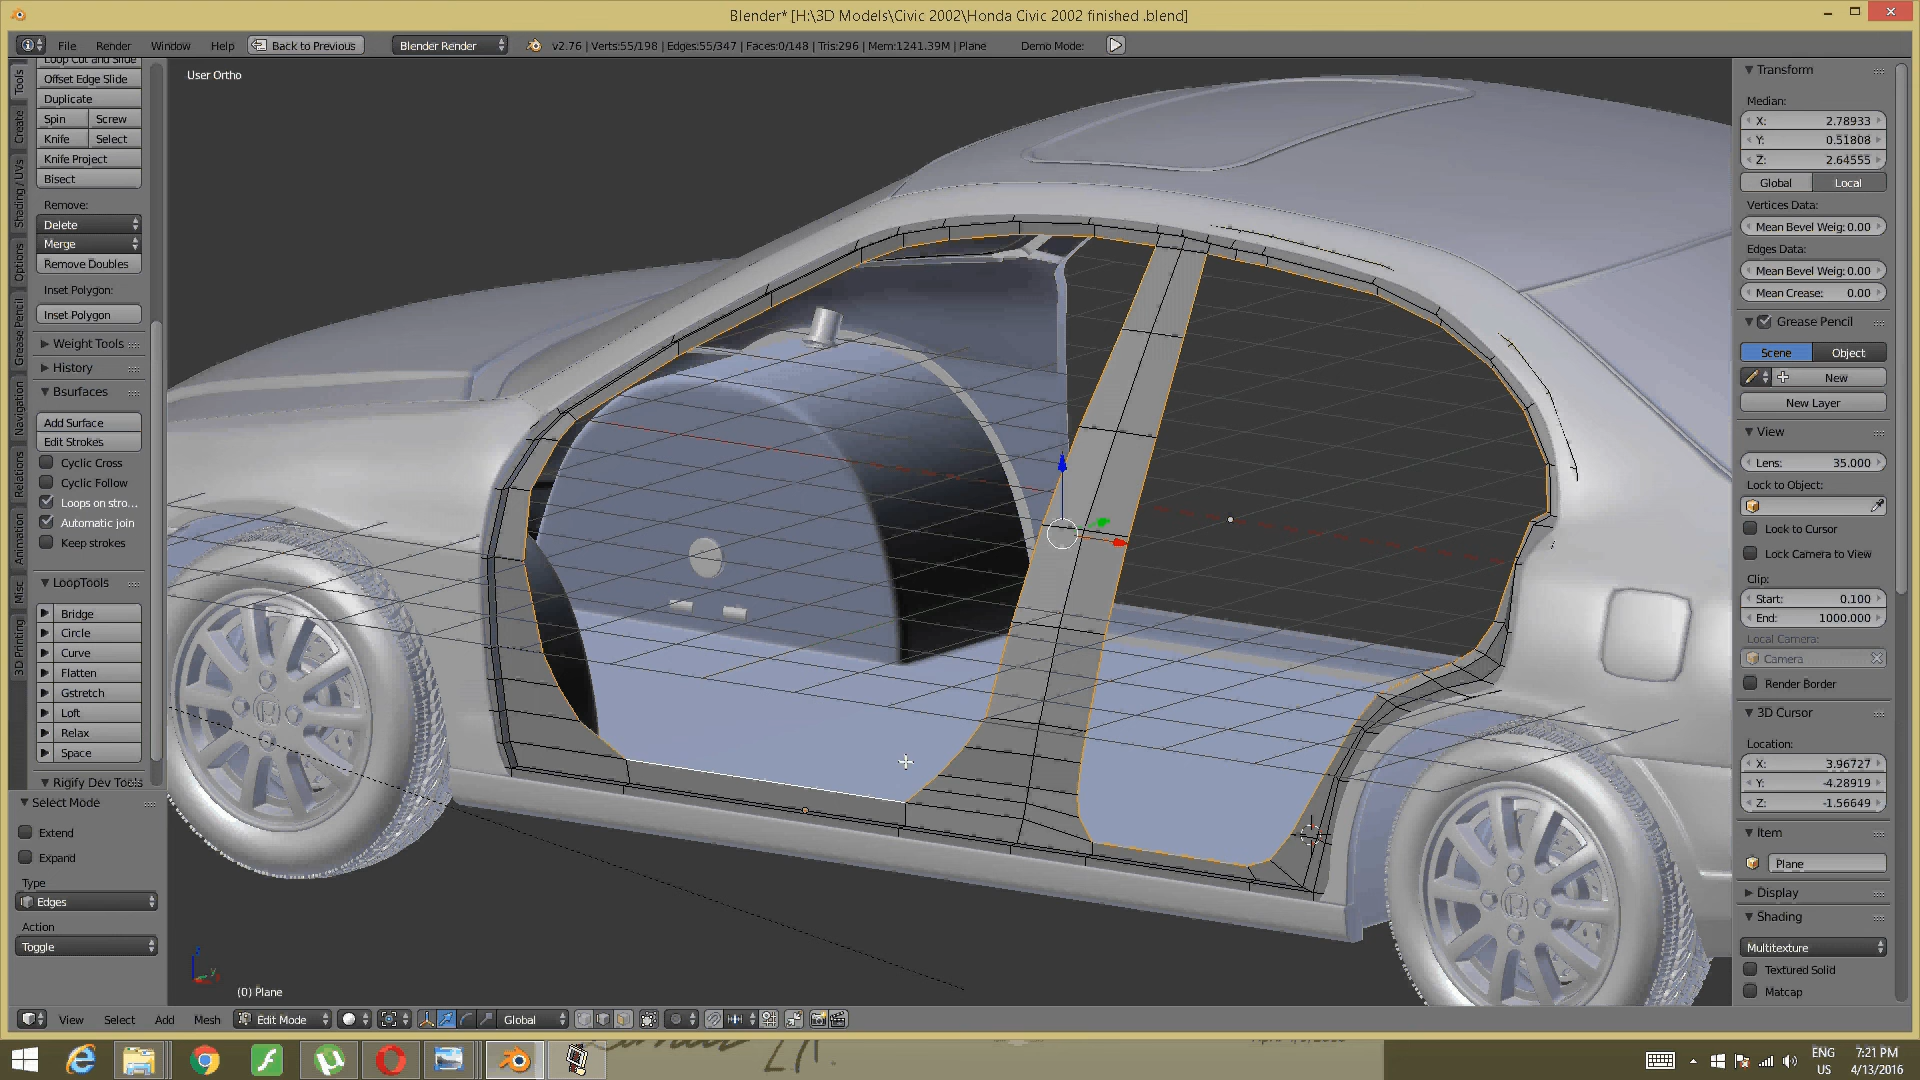 Blender* [H:\3D Models\Civic 2002\Honda Civic 2002 finished .blend]
File Render Window Help Back to Previous Blender Render v2.76 | Verts:55/198 | Edges:55/347 | Faces:0/148 | Tris:296 | Mem:1241.39M | Plane Demo Mode:
User Ortho
Tools
Create
Shading / UVs
Options
Grease Pencil
Navigation
Relations
Animation
Misc
3D Printing
Loop Cut and Slide
Offset Edge Slide
Duplicate
Spin Screw
Knife Select
Knife Project
Bisect
Remove:
Delete
Merge
Remove Doubles
Inset Polygon:
Inset Polygon
Weight Tools
History
Bsurfaces
Add Surface
Edit Strokes
Cyclic Cross
Cyclic Follow
Loops on stro...
Automatic join
Keep strokes
LoopTools
Bridge
Circle
Curve
Flatten
Gstretch
Loft
Relax
Space
Rigify Dev Tools
Select Mode
Extend
Expand
Type
Edges
Action
Toggle
(0) Plane
Transform
Median:
X: 2.78933
Y: 0.51808
Z: 2.64555
Global Local
Vertices Data:
Mean Bevel Weig: 0.00
Edges Data:
Mean Bevel Weig: 0.00
Mean Crease: 0.00
Grease Pencil
Scene Object
New
New Layer
View
Lens: 35.000
Lock to Object:
Lock to Cursor
Lock Camera to View
Clip:
Start: 0.100
End: 1000.000
Local Camera:
Camera
Render Border
3D Cursor
Location:
X: 3.96727
Y: -4.28919
Z: -1.56649
Item
Plane
Display
Shading
Multitexture
Textured Solid
Matcap
View Select Add Mesh Edit Mode Global
ENG
US
7:21 PM
4/13/2016